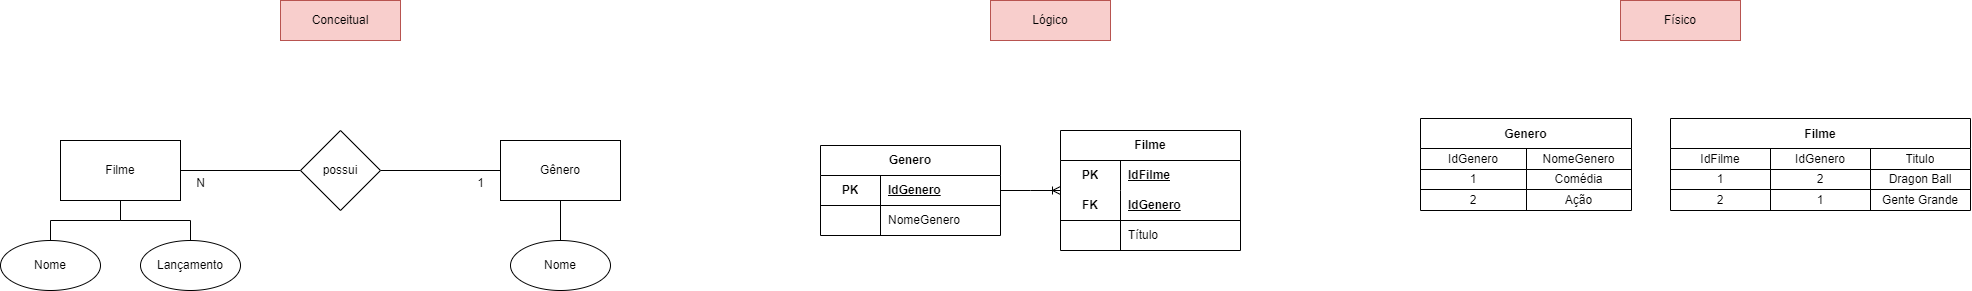 Conceitual
Filme
possui
Gênero
N
1
Nome
Lançamento
Nome
Lógico
Genero
PK IdGenero
NomeGenero
Filme
PK IdFilme
FK IdGenero
Título
Físico
Genero
IdGenero NomeGenero
1 Comédia
2 Ação
Filme
IdFilme IdGenero Titulo
1 2 Dragon Ball
2 1 Gente Grande